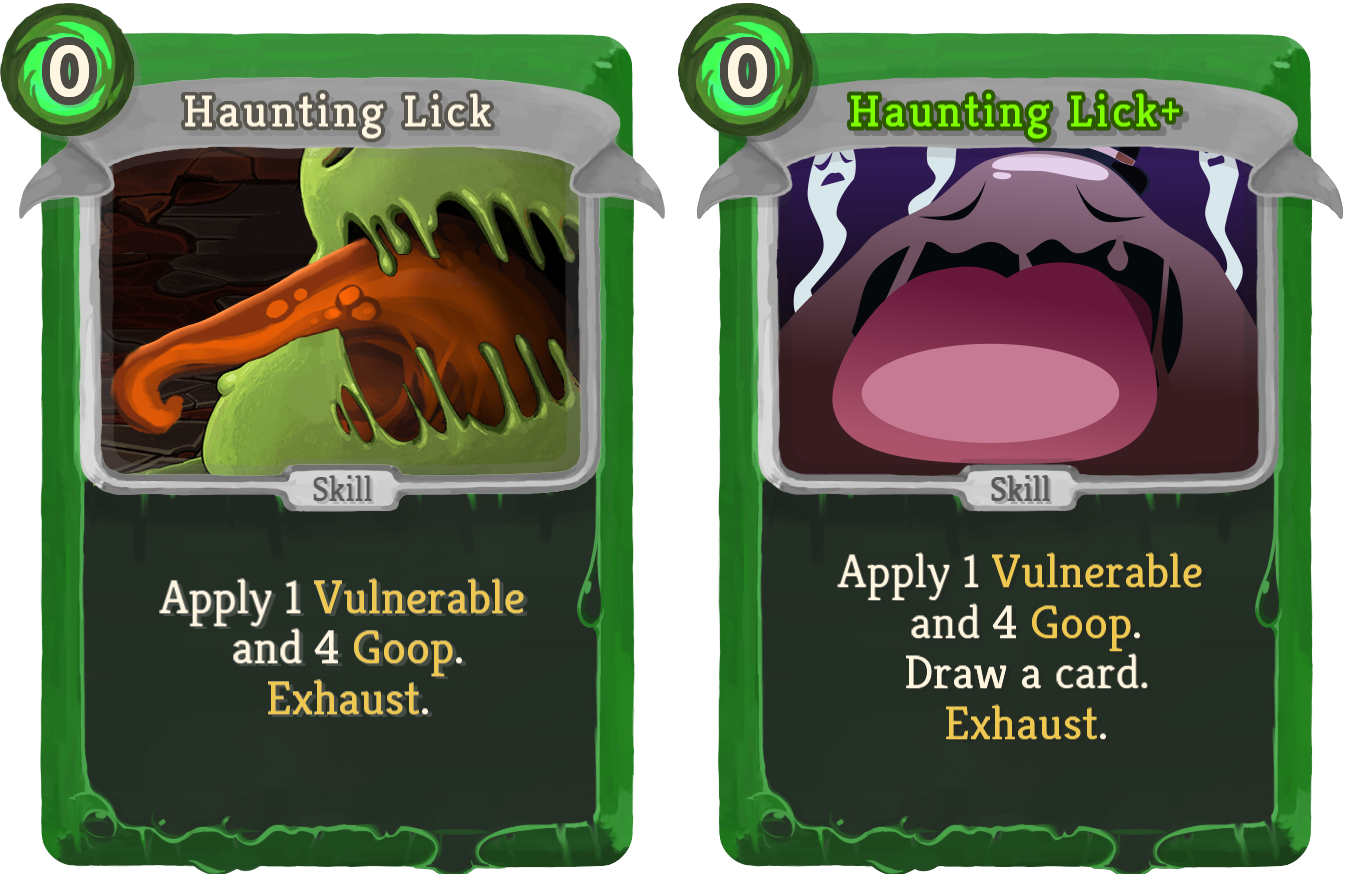 0
Haunting Lick
Skill
Apply 1 Vulnerable
and 4 Goop.
Exhaust.
0
Haunting Lick+
Skill
Apply 1 Vulnerable
and 4 Goop.
Draw a card.
Exhaust.